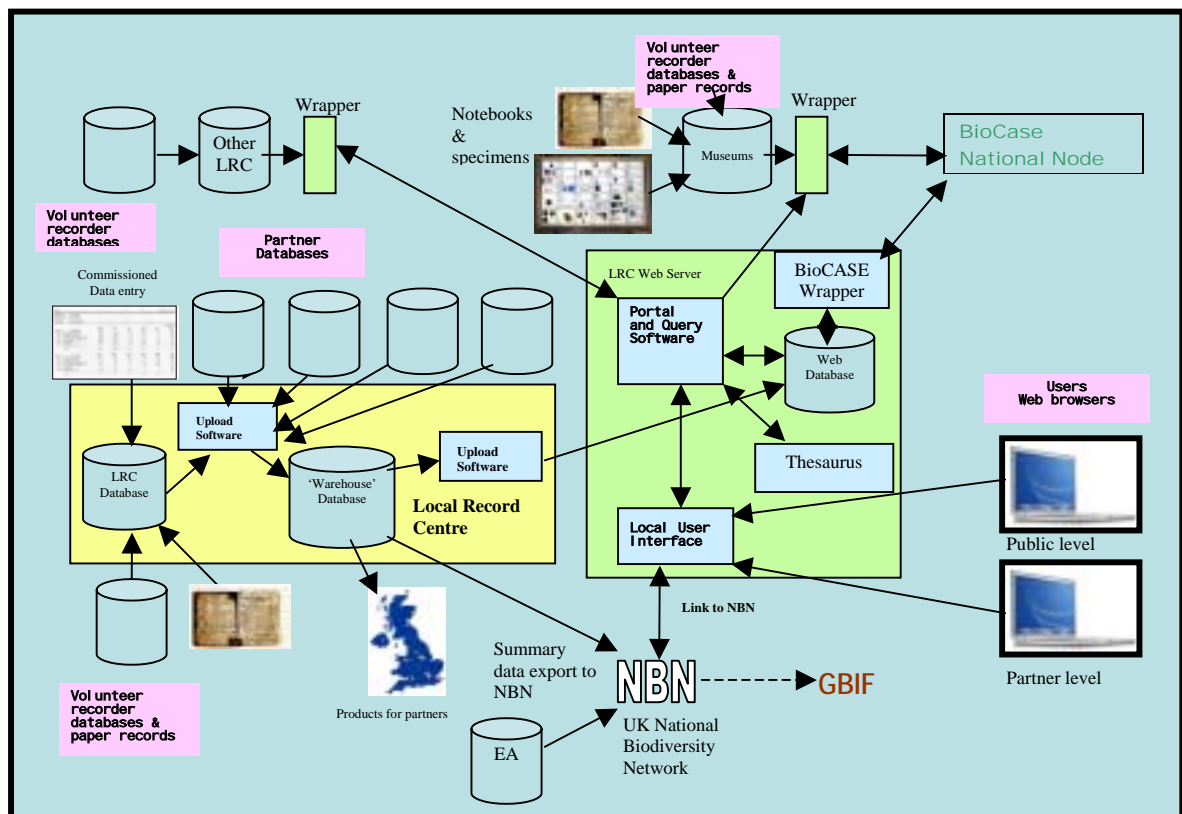 Volunteer
recorder
databases &
paper records
Wrapper
Wrapper
Notebooks
&
specimens
Other
LRC
Museums
BioCase
National Node
Volunteer
recorder
databases
Partner
Databases
Commissioned
Data entry
LRC Web Server
BioCASE
Wrapper
Portal
and Query
Software
Web
Database
Users
Web browsers
Upload
Software
Upload
Software
Thesaurus
LRC
Database
'Warehouse'
Database
Local Record
Centre
Local User
Interface
Public level
Link to NBN
Summary
data export to
NBN
NBN
GBIF
Partner level
Volunteer
recorder
databases &
paper records
Products for partners
EA
UK National
Biodiversity
Network